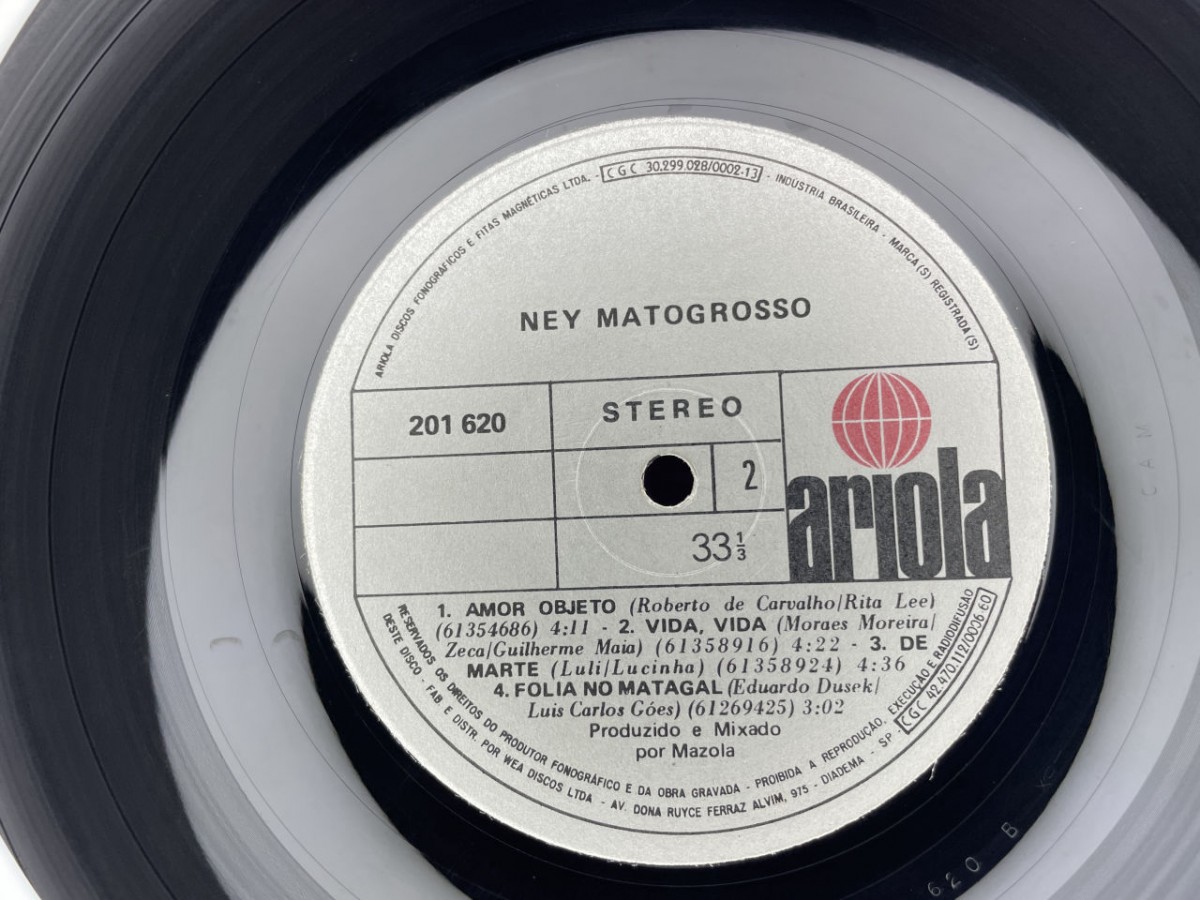 ARIOLA DISCOS FONOGRÁFICOS E FITAS MAGNÉTICAS LTDA. - CGC 30.299.028/0002-13 - INDÚSTRIA BRASILEIRA - MARCA(S) REGISTRADA(S)
NEY MATOGROSSO
201 620
STEREO
2
33⅓
ariola
1. AMOR OBJETO (Roberto de Carvalho/Rita Lee)
(61354686) 4:11 - 2. VIDA, VIDA (Moraes Moreira/
Zeca/Guilherme Maia) (61358916) 4:22 - 3. DE
MARTE (Luli/Lucinha) (61358924) 4:36
4. FOLIA NO MATAGAL (Eduardo Dusek/
Luis Carlos Góes) (61269425) 3:02
Produzido e Mixado
por Mazola
RESERVADOS OS DIREITOS DO PRODUTOR FONOGRÁFICO E DA OBRA GRAVADA - PROIBIDA A REPRODUÇÃO, EXECUÇÃO E RADIODIFUSÃO
DESTE DISCO - FAB. E DISTR. POR WEA DISCOS LTDA - AV. DONA RUYCE FERRAZ ALVIM, 975 - DIADEMA - SP - CGC 42.470.112/0006.60
620 B
CAM